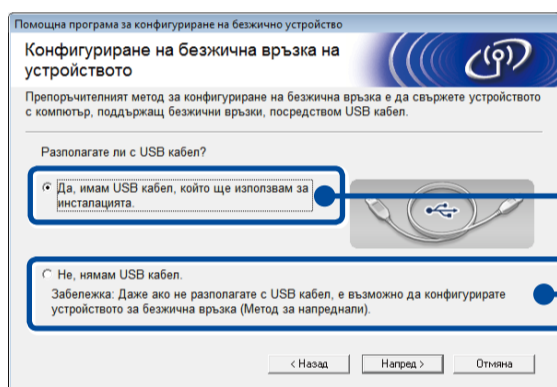 Помощна програма за конфигуриране на безжично устройство
Конфигуриране на безжична връзка на
устройството
Препоръчителният метод за конфигуриране на безжична връзка е да свържете устройството
с компютър, поддържащ безжични връзки, посредством USB кабел.
Разполагате ли с USB кабел?
Да, имам USB кабел, който ще използвам за
инсталацията.
Не, нямам USB кабел.
Забележка: Даже ако не разполагате с USB кабел, е възможно да конфигурирате
устройството за безжична връзка (Метод за напреднали).
< Назад
Напред >
Отмяна